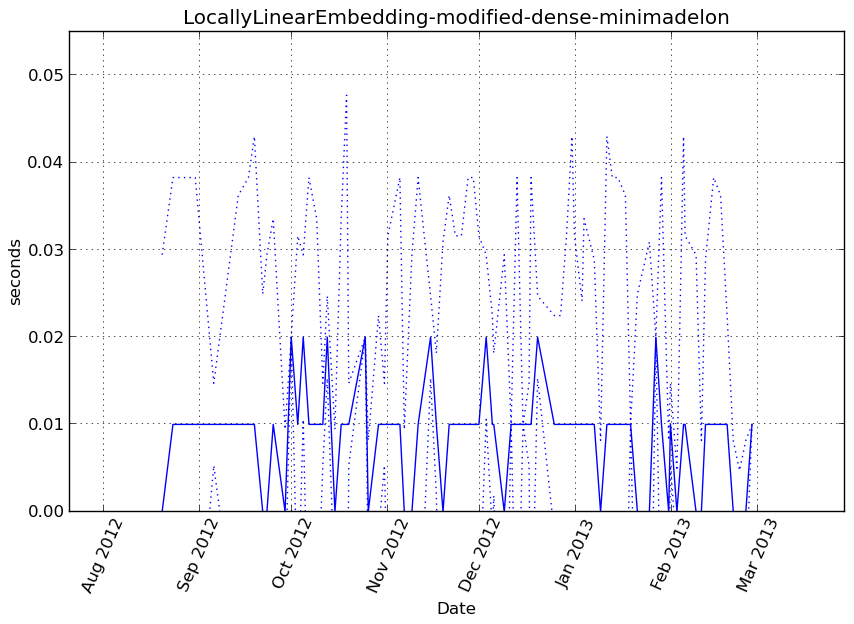 LocallyLinearEmbedding-modified-dense-minimadelon
0.05
0.04
0.03
0.02
0.01
0.00
seconds
Aug 2012
Sep 2012
Oct 2012
Nov 2012
Dec 2012
Jan 2013
Feb 2013
Mar 2013
Date